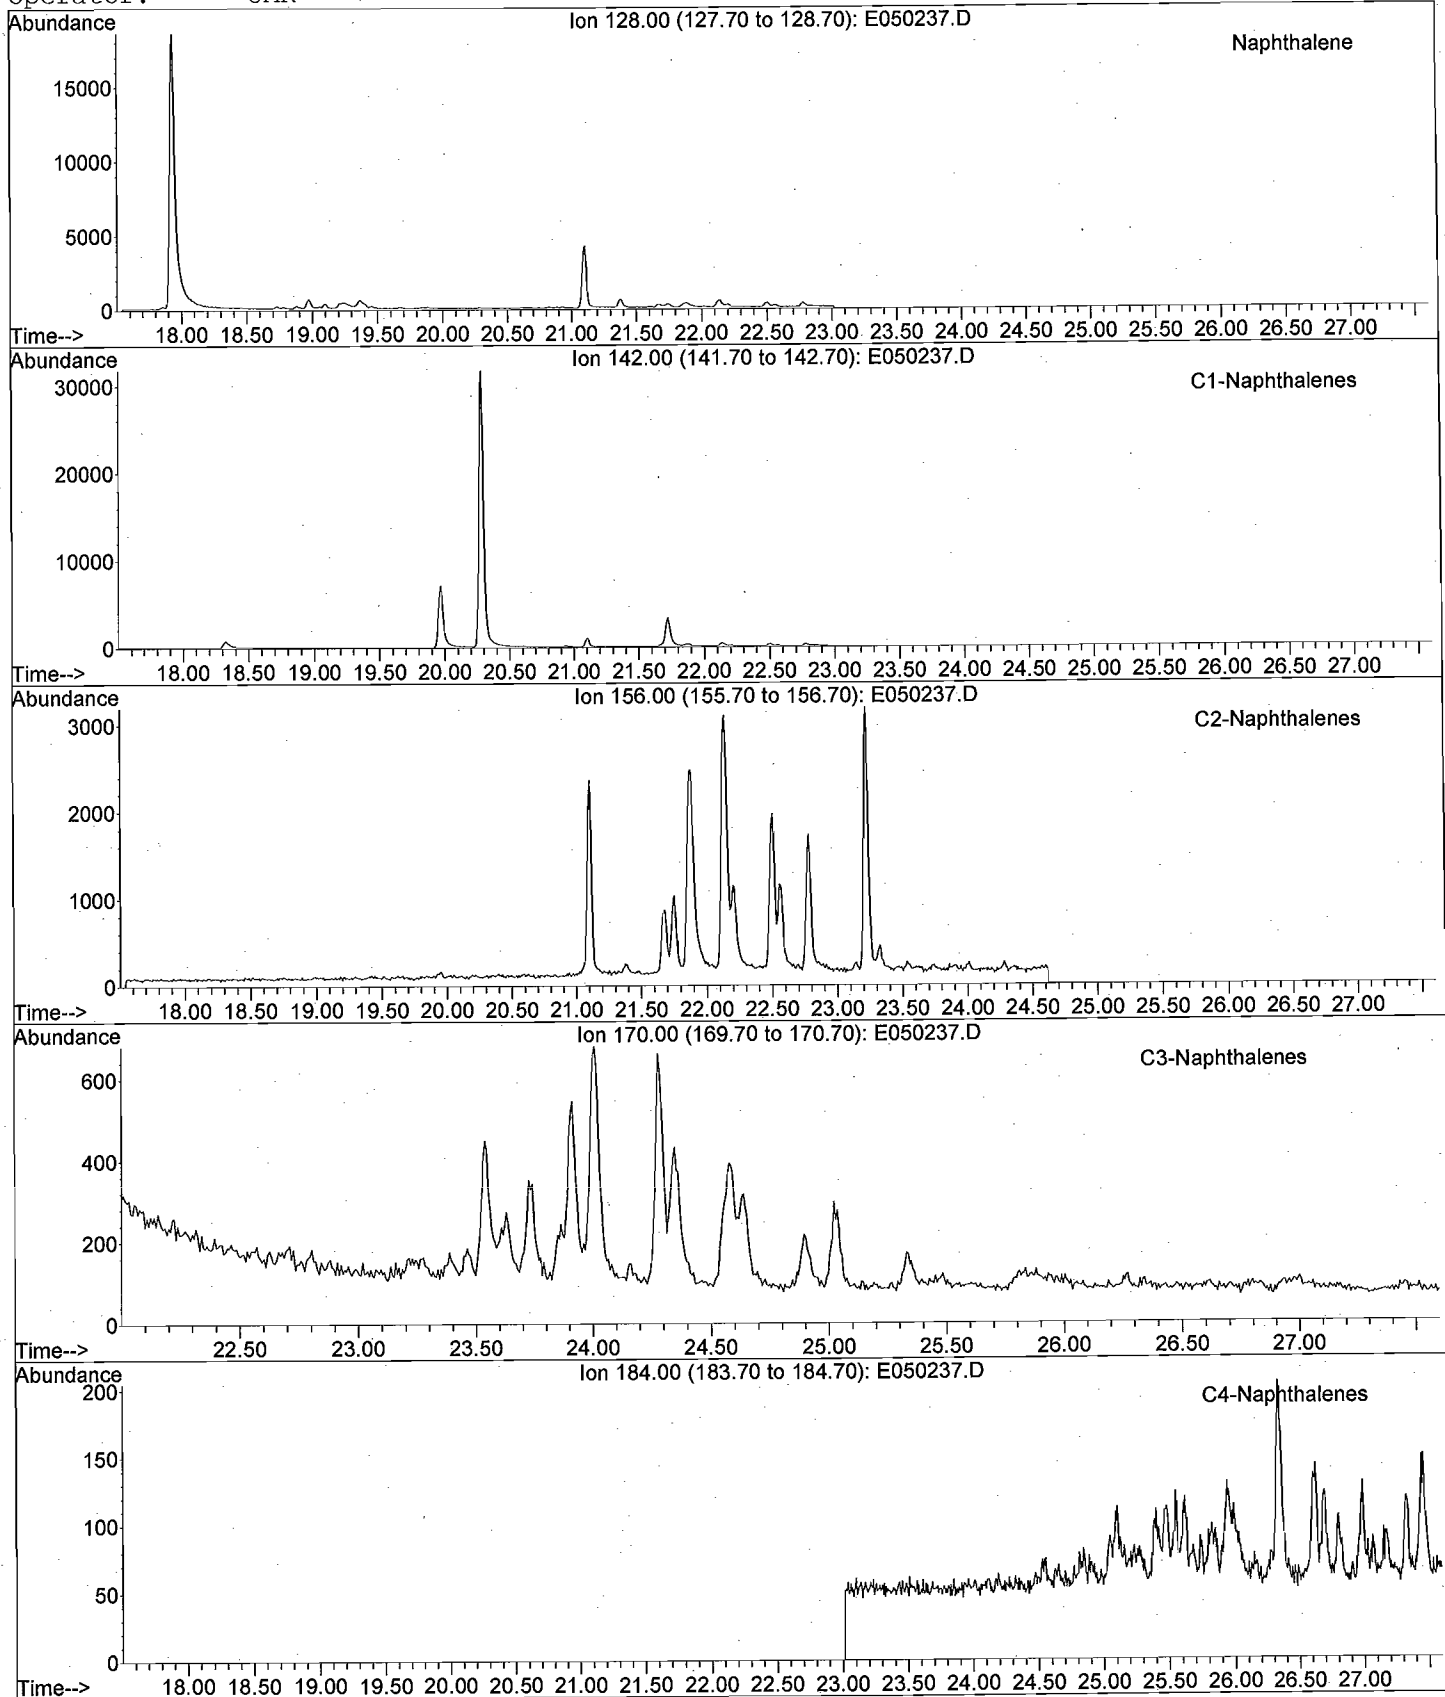 Abundance Ion 128.00 (127.70 to 128.70): E050237.D
Naphthalene
15000
10000
5000
0
Time--> 18.00 18.50 19.00 19.50 20.00 20.50 21.00 21.50 22.00 22.50 23.00 23.50 24.00 24.50 25.00 25.50 26.00 26.50 27.00
Abundance Ion 142.00 (141.70 to 142.70): E050237.D
C1-Naphthalenes
30000
20000
10000
0
Time--> 18.00 18.50 19.00 19.50 20.00 20.50 21.00 21.50 22.00 22.50 23.00 23.50 24.00 24.50 25.00 25.50 26.00 26.50 27.00
Abundance Ion 156.00 (155.70 to 156.70): E050237.D
C2-Naphthalenes
3000
2000
1000
0
Time--> 18.00 18.50 19.00 19.50 20.00 20.50 21.00 21.50 22.00 22.50 23.00 23.50 24.00 24.50 25.00 25.50 26.00 26.50 27.00
Abundance Ion 170.00 (169.70 to 170.70): E050237.D
C3-Naphthalenes
600
400
200
0
Time--> 22.50 23.00 23.50 24.00 24.50 25.00 25.50 26.00 26.50 27.00
Abundance Ion 184.00 (183.70 to 184.70): E050237.D
C4-Naphthalenes
200
150
100
50
0
Time--> 18.00 18.50 19.00 19.50 20.00 20.50 21.00 21.50 22.00 22.50 23.00 23.50 24.00 24.50 25.00 25.50 26.00 26.50 27.00